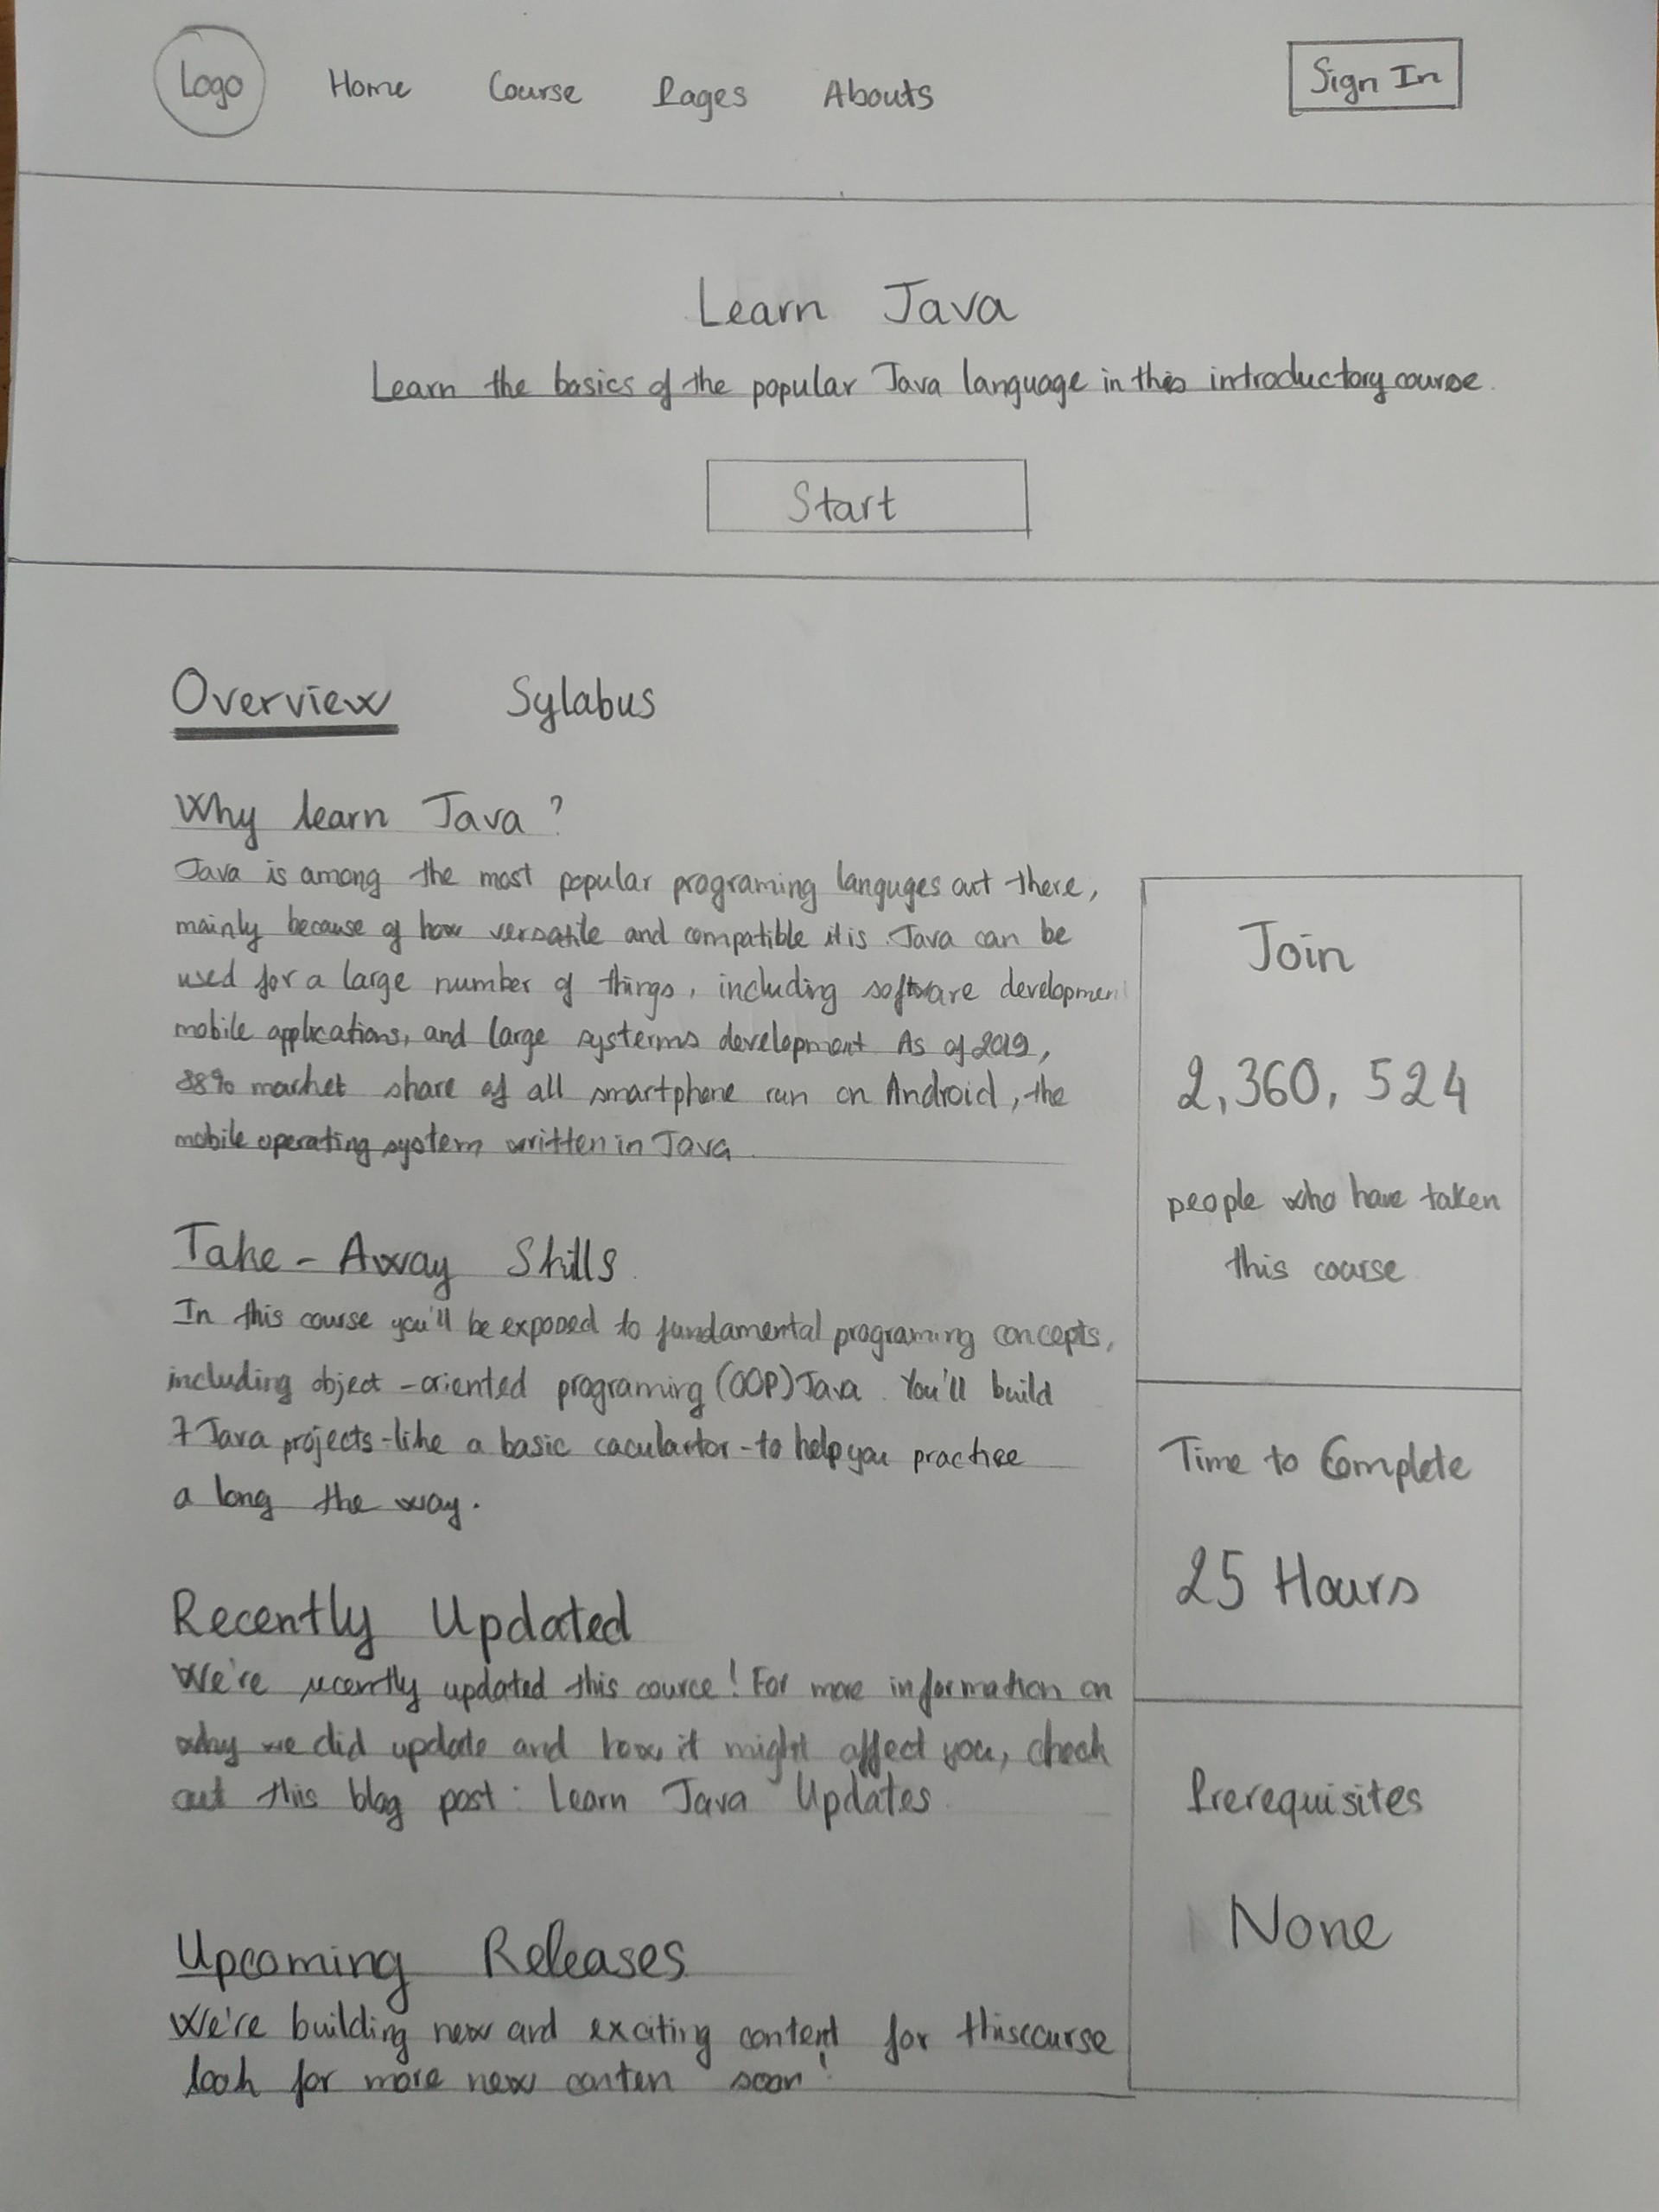 Logo Home Course Pages Abouts Sign In
Learn Java
Learn the basics of the popular Java language in this introductory course.
Start
Overview Sylabus
Why learn Java ?
Java is among the most popular programing languges out there,
mainly because of how versatile and compatible it is. Java can be
used for a large number of things, including software development
mobile applications, and large systerms development As of 2019,
88% market share of all smartphone run on Android, the
mobile operating system written in Java.
Take - Away Skills
In this course you'll be exposed to fundamental programing concepts,
including object - oriented programing (OOP) Java. You'll build
7 Java projects - like a basic caculartor - to help you practice
a long the way.
Recently Updated
We're recently updated this cource! For more information on
why we did update and how it might affect you, check
out this blog post : Learn Java Updates
Upcoming Releases
We're building new and exciting content for this course
look for more new conten soon!
Join
2,360, 524
people who have taken
this course
Time to Complete
25 Hours
Prerequisites
None